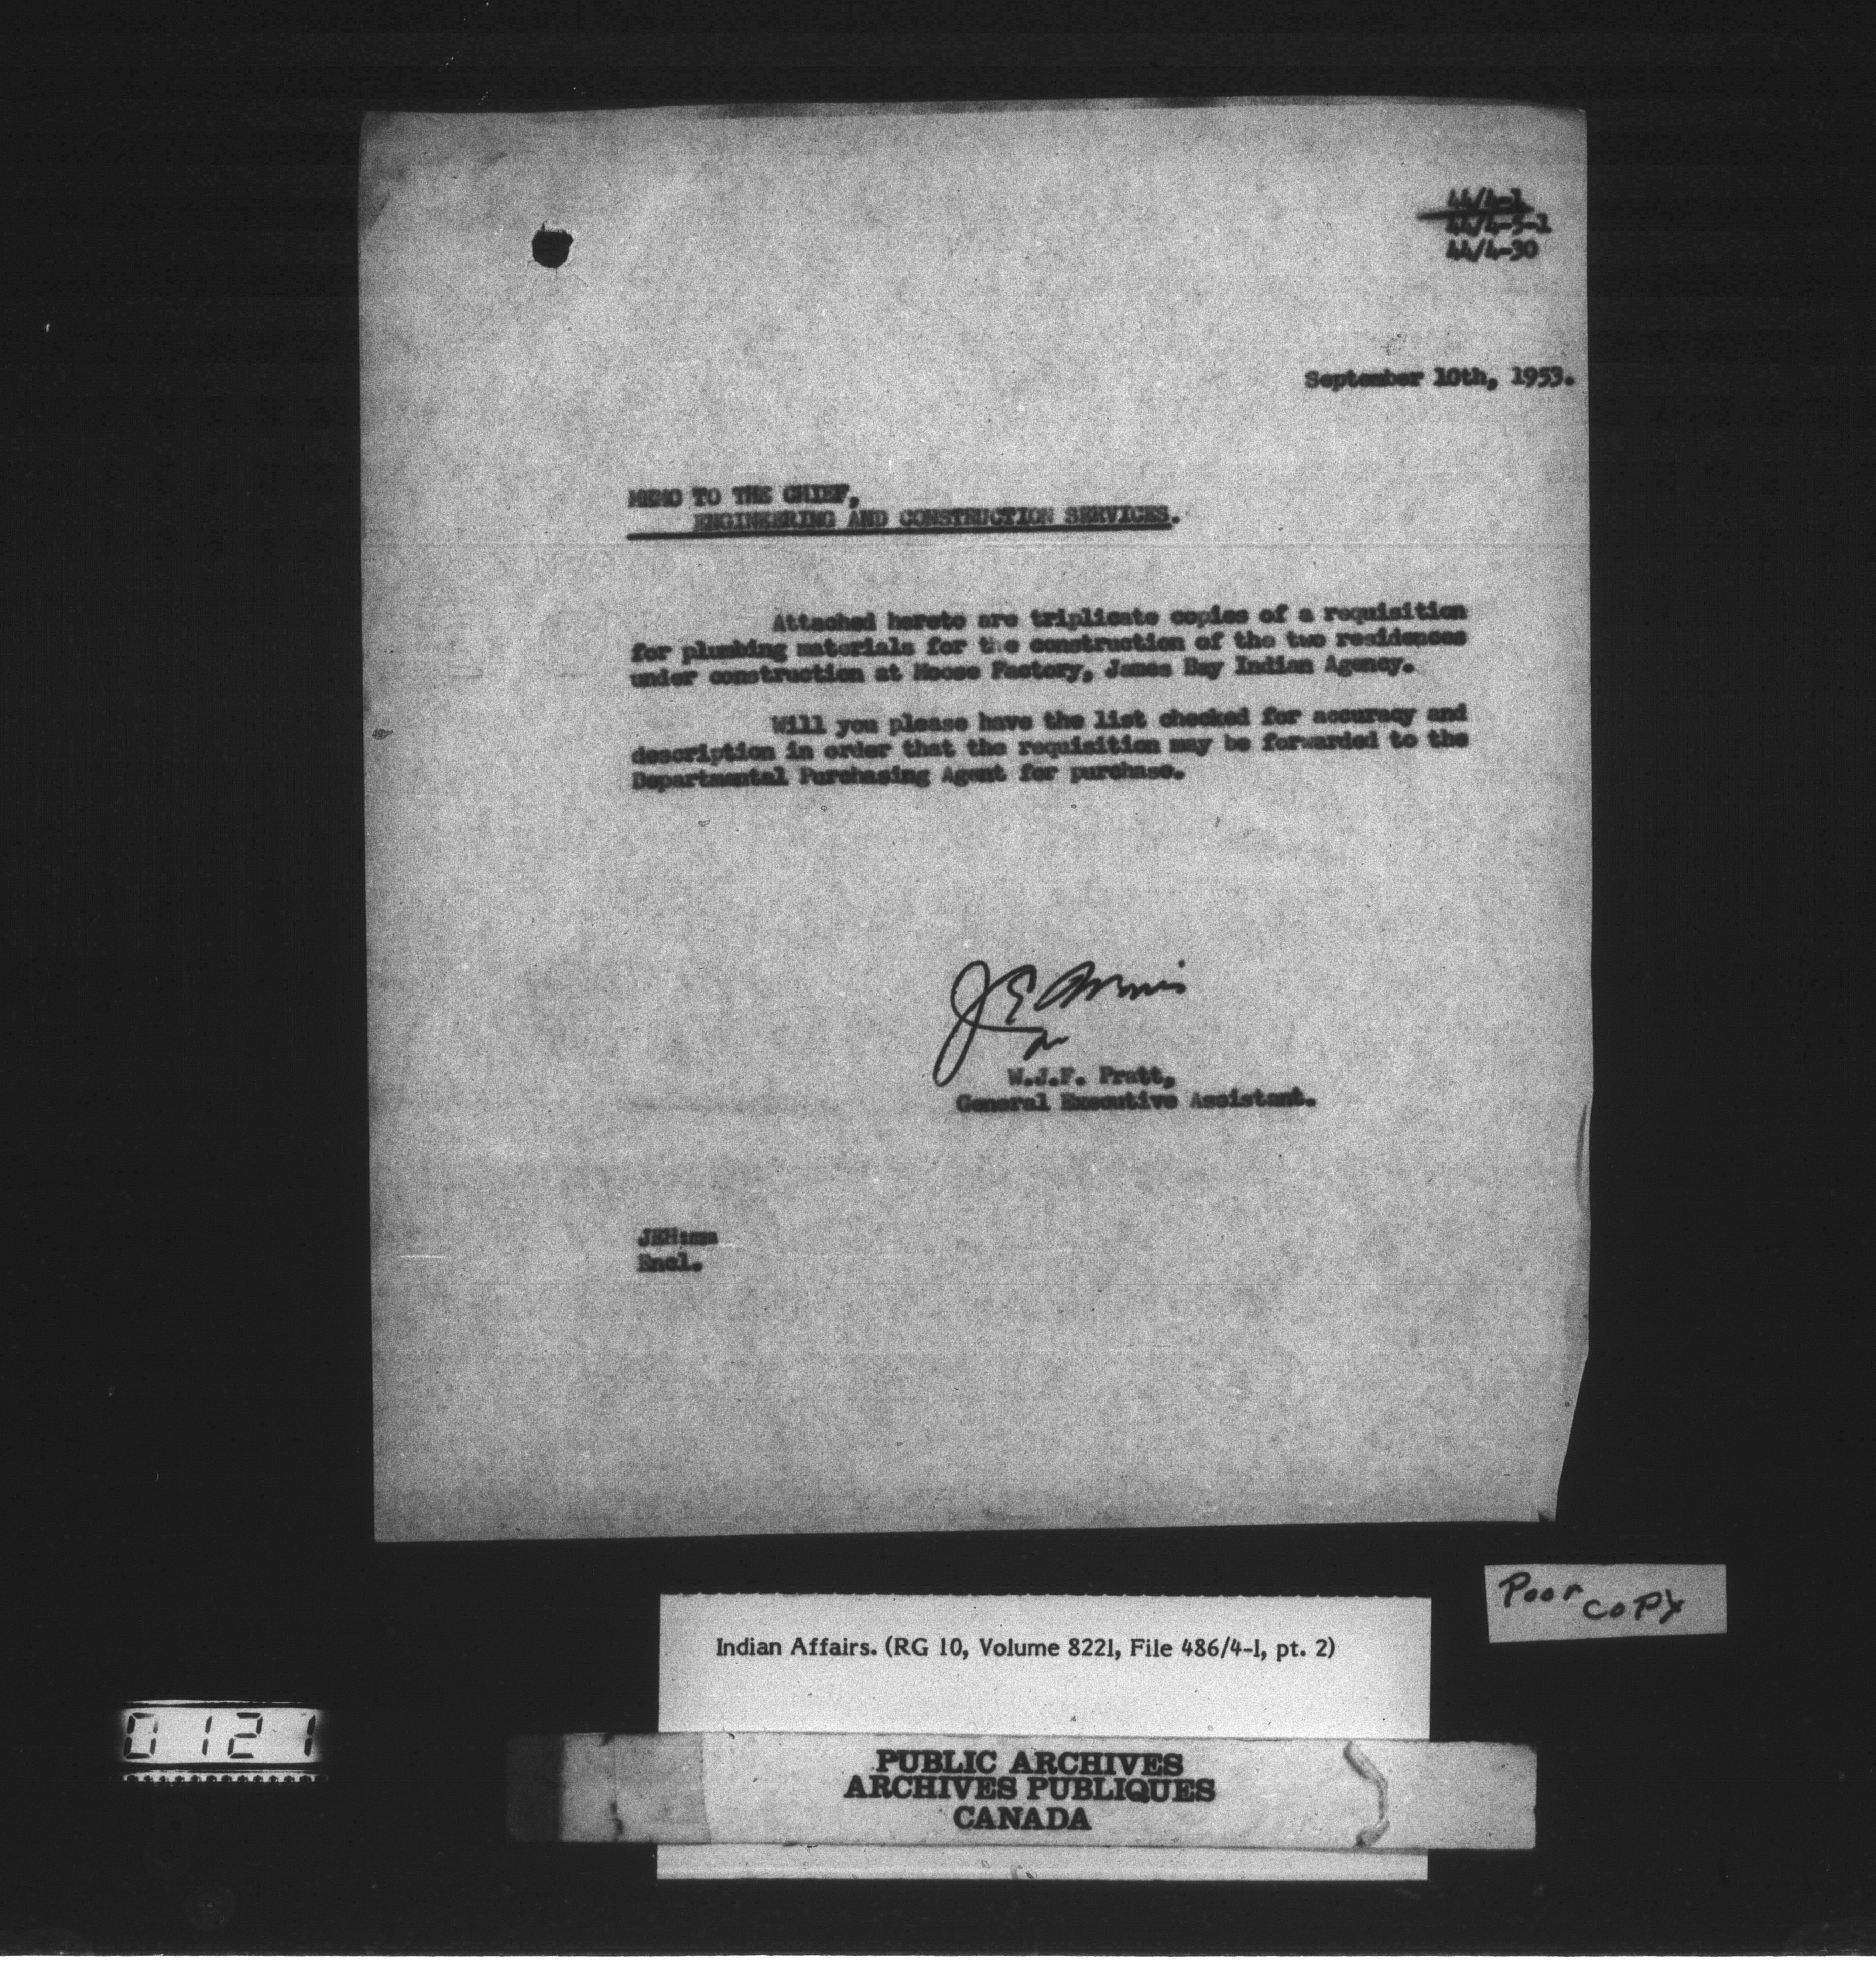 44/4-1
44/4-5-1
44/4-30
September 10th, 1953.
MEMO TO THE CHIEF,
ENGINEERING AND CONSTRUCTION SERVICES.
Attached hereto are triplicate copies of a requisition
for plumbing materials for the construction of the two residences
under construction at Moose Factory, James Bay Indian Agency.
Will you please have the list checked for accuracy and
description in order that the requisition may be forwarded to the
Departmental Purchasing Agent for purchase.
J E
W.J.F. Pratt,
General Executive Assistant.
Encl.
Poor copy
Indian Affairs. (RG 10, Volume 8221, File 486/4-1, pt. 2)
0121
PUBLIC ARCHIVES
ARCHIVES PUBLIQUES
CANADA